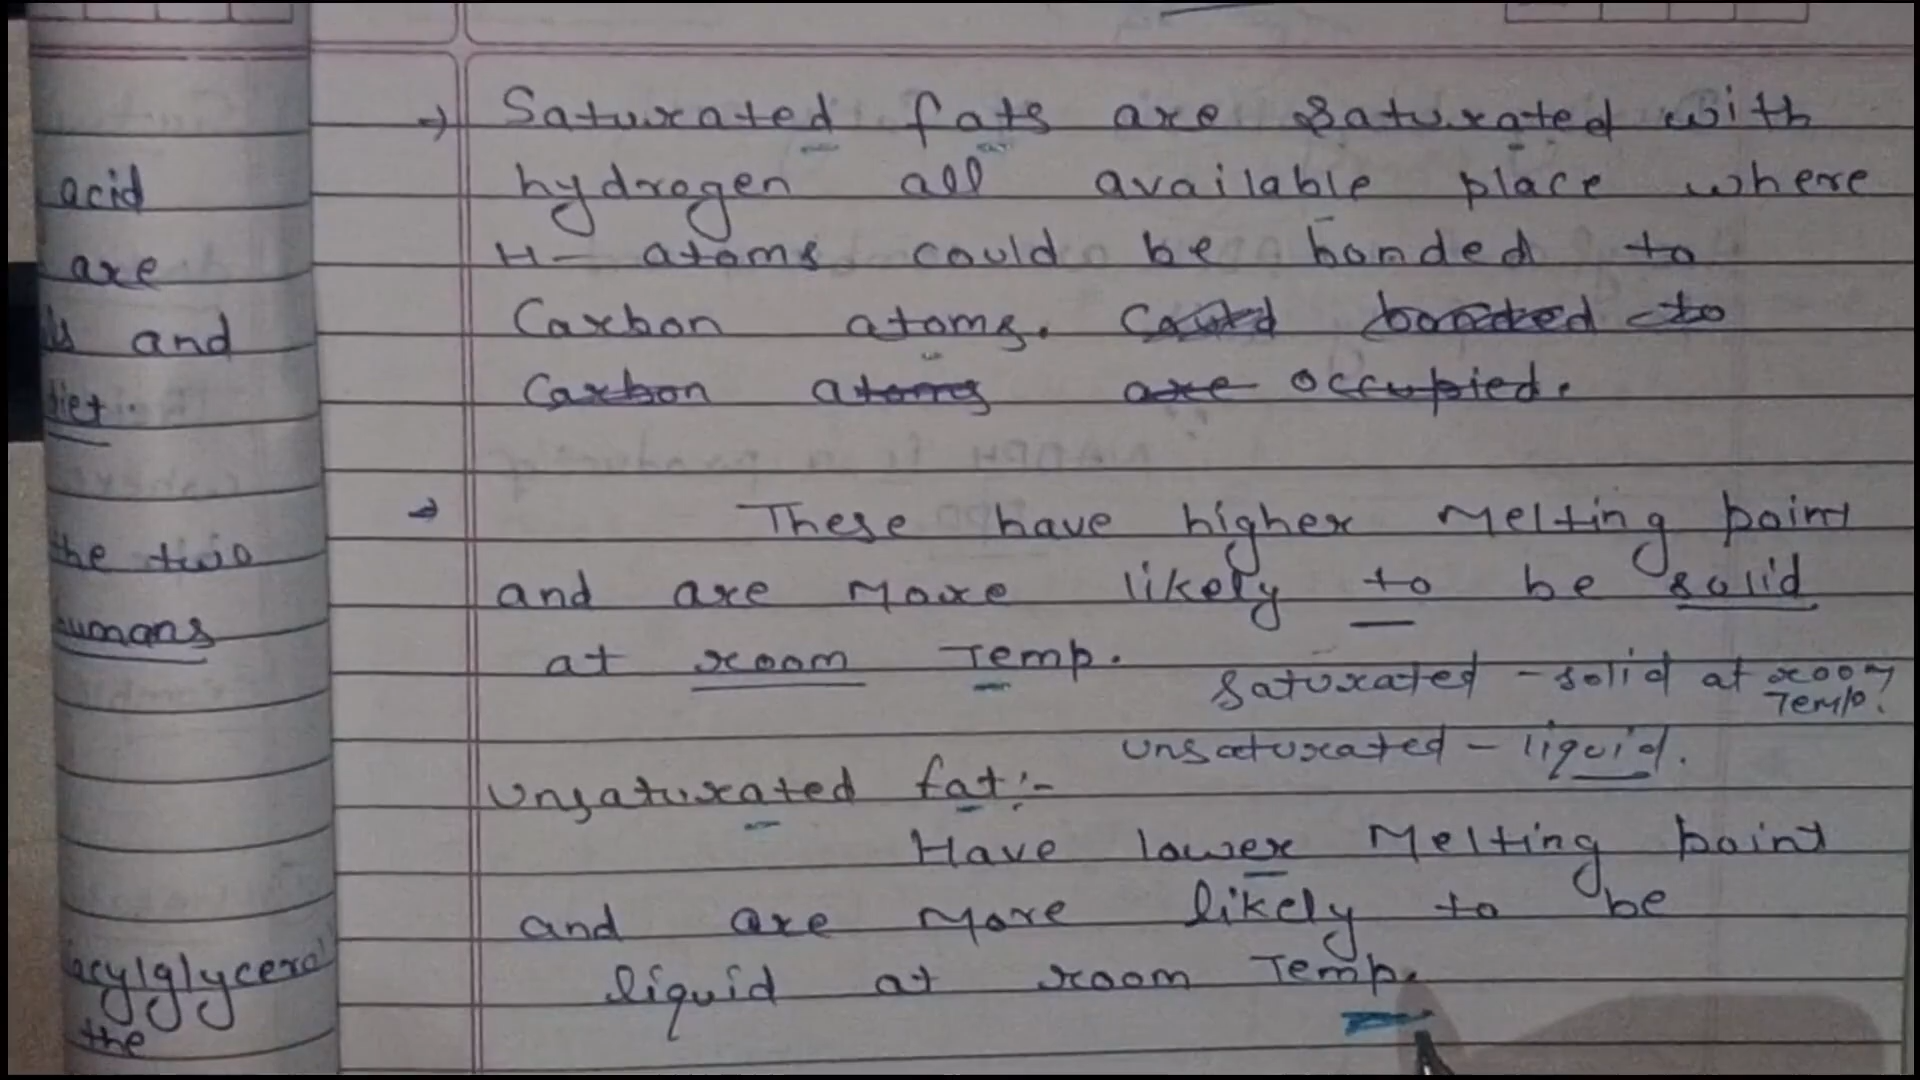 acid
are
and
diet.
the two
humans
acylglycerol
the
→ Saturated fats are saturated with
hydrogen all available place where
H- atoms could be bonded to
Carbon atoms. Could bonded to
Carbon atoms are occupied.
→ These have higher Melting point
and are More likely to be solid
at room Temp.
Saturated - solid at room
Temp.
unsaturated - liquid.
unsaturated fat :-
Have lower Melting point
and are More likely to be
liquid at room Temp.